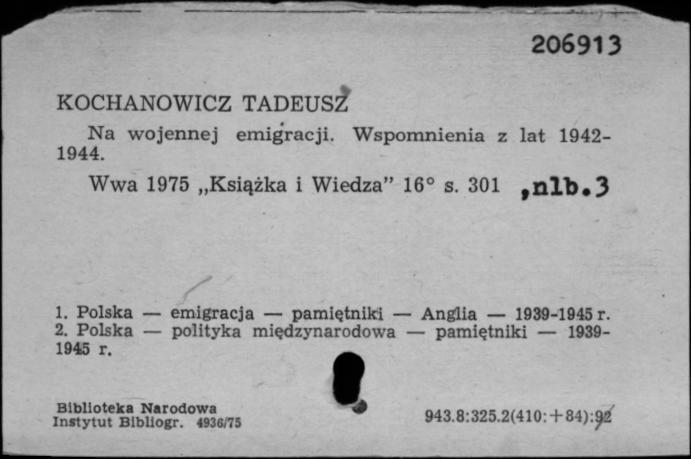 206913
KOCHANOWICZ TADEUSZ
Na wojennej emigracji. Wspomnienia z lat 1942-
1944.
Wwa 1975 „Książka i Wiedza” 16° s. 301 ,nlb.3
1. Polska — emigracja — pamiętniki — Anglia — 1939-1945 r.
2. Polska — polityka międzynarodowa — pamiętniki — 1939-
1945 r.
Biblioteka Narodowa
Instytut Bibliogr. 4936/75
943.8:325.2(410:+84):92